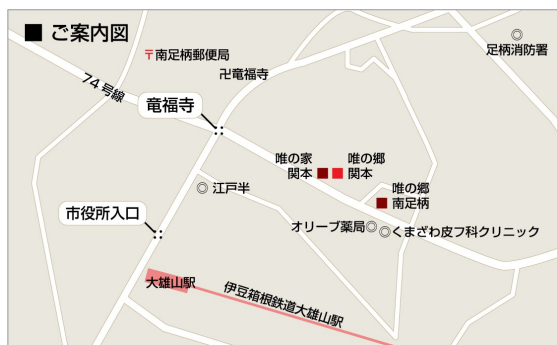 ■ ご案内図
〒南足柄郵便局
足柄消防署
卍竜福寺
74号線
竜福寺
唯の家
関本
唯の郷
関本
江戸半
唯の郷
南足柄
市役所入口
オリーブ薬局
くまざわ皮フ科クリニック
大雄山駅
伊豆箱根鉄道大雄山駅